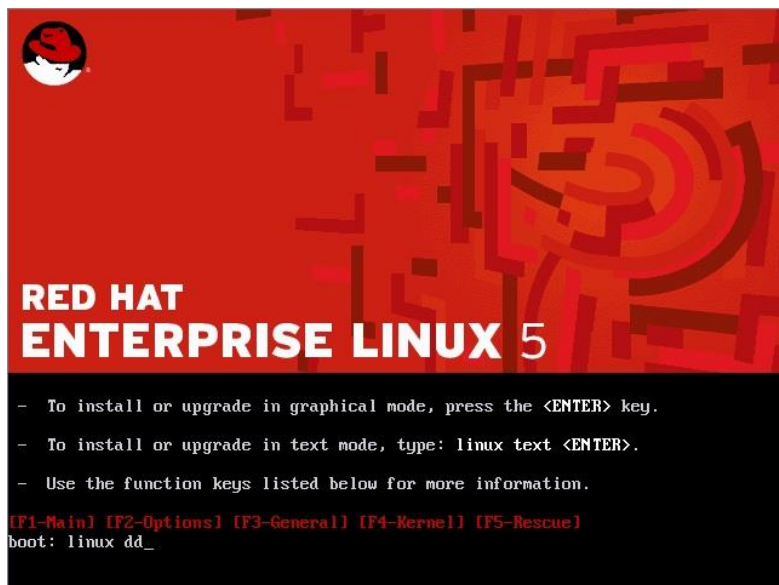 RED HAT
ENTERPRISE LINUX 5
- To install or upgrade in graphical mode, press the <ENTER> key.
- To install or upgrade in text mode, type: linux text <ENTER>.
- Use the function keys listed below for more information.
[F1-Main] [F2-Options] [F3-General] [F4-Kernel] [F5-Rescue]
boot: linux dd_